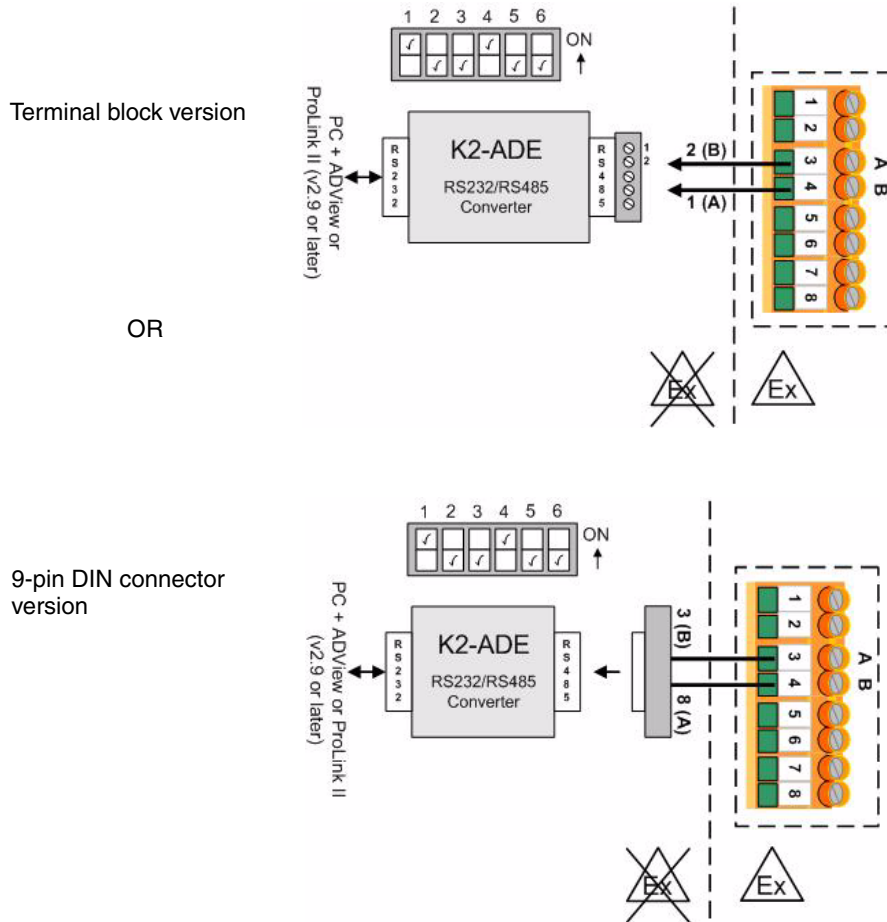 1 2 3 4 5 6
ON
Terminal block version
PC + ADView or
ProLink II (v2.9 or later)
RS232
K2-ADE
RS232/RS485
Converter
RS485
1
2
2 (B)
1 (A)
1
2
3
4
5
6
7
8
A
B
OR
Ex
Ex
1 2 3 4 5 6
ON
9-pin DIN connector
version
PC + ADView or ProLink II
(v2.9 or later)
RS232
K2-ADE
RS232/RS485
Converter
RS485
3 (B)
8 (A)
1
2
3
4
5
6
7
8
A
B
Ex
Ex